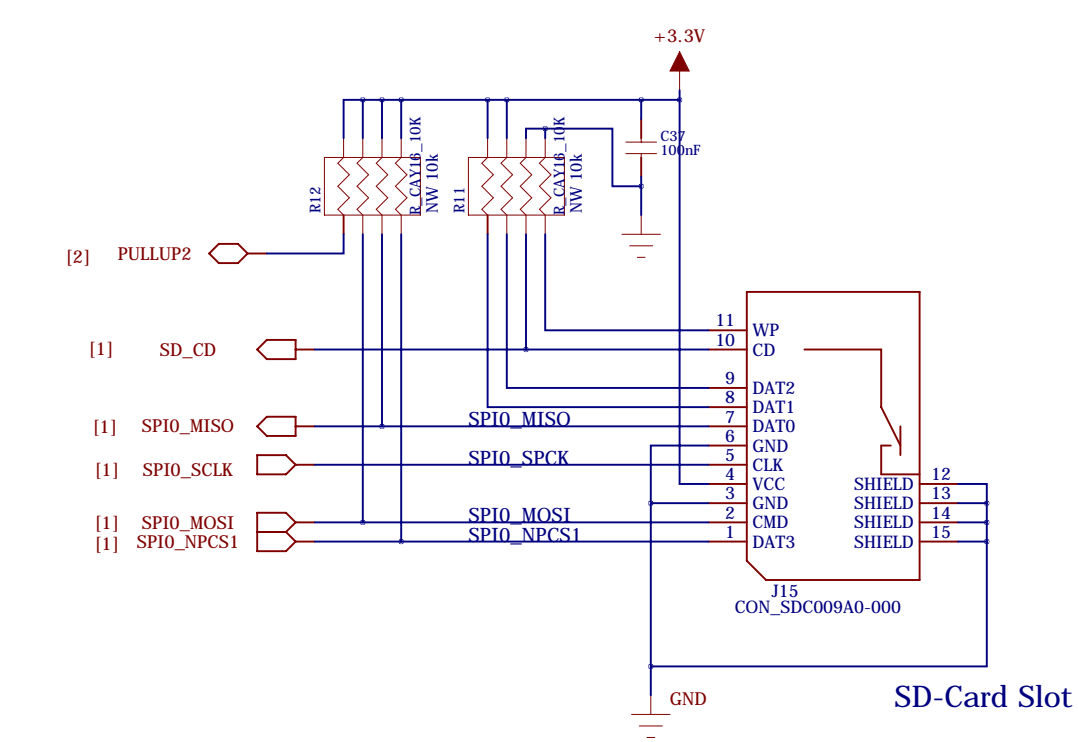 +3.3V
C37
100nF
R12
R_CAY16_10K
NW 10k
R11
R_CAY16_10K
NW 10k
[2] PULLUP2
11 WP
[1] SD_CD 10 CD
9 DAT2
8 DAT1
[1] SPI0_MISO SPI0_MISO 7 DAT0
6 GND
[1] SPI0_SCLK SPI0_SPCK 5 CLK
4 VCC SHIELD 12
3 GND SHIELD 13
[1] SPI0_MOSI SPI0_MOSI 2 CMD SHIELD 14
[1] SPI0_NPCS1 SPI0_NPCS1 1 DAT3 SHIELD 15
J15
CON_SDC009A0-000
GND
SD-Card Slot